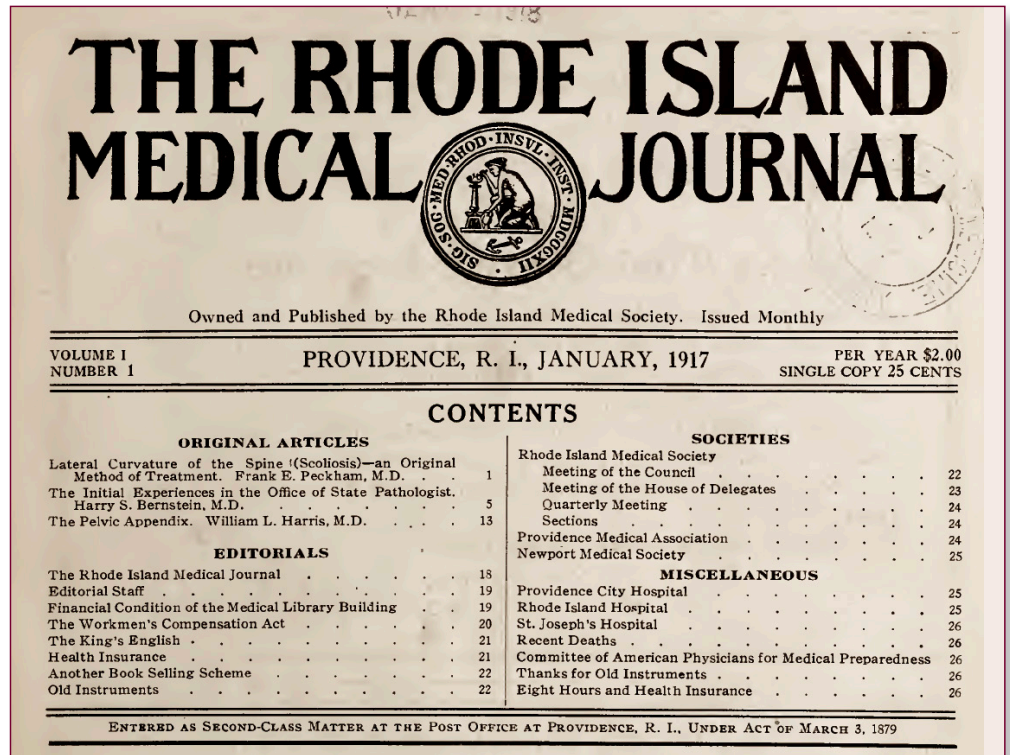 THE RHODE ISLAND
MEDICAL JOURNAL
SIG·SOC·MED·RHOD·INSVL·INST·MDCCCXII
Owned and Published by the Rhode Island Medical Society. Issued Monthly
VOLUME I
NUMBER 1
PROVIDENCE, R. I., JANUARY, 1917
PER YEAR $2.00
SINGLE COPY 25 CENTS
CONTENTS
ORIGINAL ARTICLES
Lateral Curvature of the Spine (Scoliosis)—an Original
Method of Treatment. Frank E. Peckham, M.D. . . 1
The Initial Experiences in the Office of State Pathologist.
Harry S. Bernstein, M.D. . . . . . . . 5
The Pelvic Appendix. William L. Harris, M.D. . . . . 13
EDITORIALS
The Rhode Island Medical Journal . . . . . . 18
Editorial Staff . . . . . . . . . . 19
Financial Condition of the Medical Library Building . . 19
The Workmen's Compensation Act . . . . . . 20
The King's English . . . . . . . . . 21
Health Insurance . . . . . . . . . 21
Another Book Selling Scheme . . . . . . . 22
Old Instruments . . . . . . . . . . 22
SOCIETIES
Rhode Island Medical Society
Meeting of the Council . . . . . . . . 22
Meeting of the House of Delegates . . . . . 23
Quarterly Meeting . . . . . . . . . 24
Sections . . . . . . . . . . . 24
Providence Medical Association . . . . . . . 24
Newport Medical Society . . . . . . . . 25
MISCELLANEOUS
Providence City Hospital . . . . . . . . 25
Rhode Island Hospital . . . . . . . . . 25
St. Joseph's Hospital . . . . . . . . . 26
Recent Deaths . . . . . . . . . . 26
Committee of American Physicians for Medical Preparedness 26
Thanks for Old Instruments . . . . . . . . 26
Eight Hours and Health Insurance . . . . . . 26
ENTERED AS SECOND-CLASS MATTER AT THE POST OFFICE AT PROVIDENCE, R. I., UNDER ACT OF MARCH 3, 1879